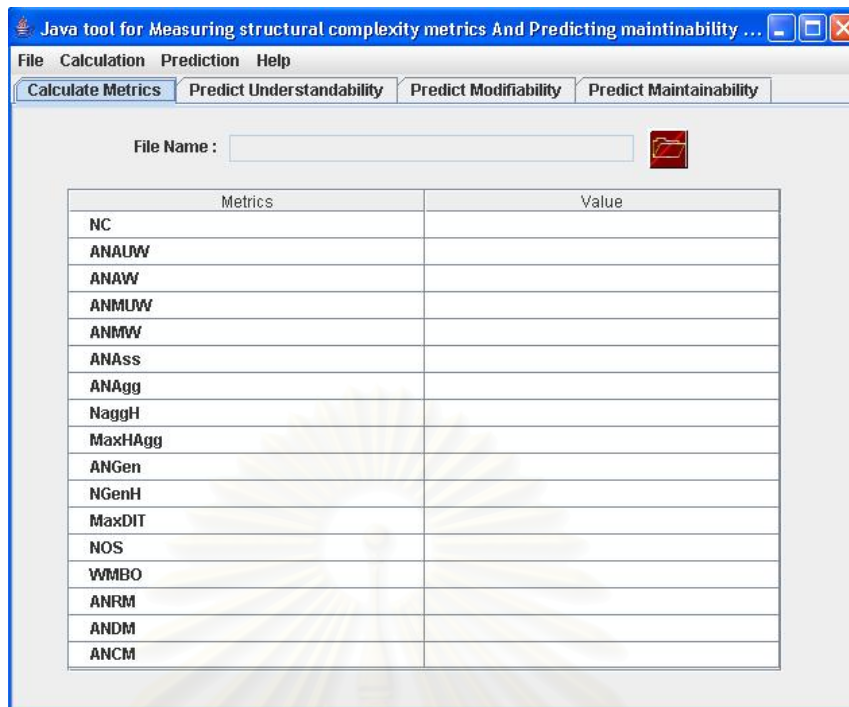 Java tool for Measuring structural complexity metrics And Predicting maintinability ...
File Calculation Prediction Help
Calculate Metrics Predict Understandability Predict Modifiability Predict Maintainability
File Name :
Metrics Value
NC
ANAUW
ANAW
ANMUW
ANMW
ANAss
ANAgg
NaggH
MaxHAgg
ANGen
NGenH
MaxDIT
NOS
WMBO
ANRM
ANDM
ANCM